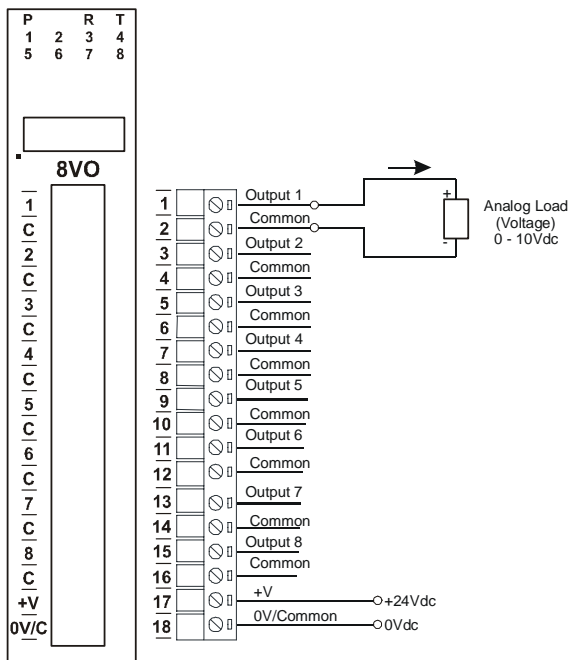 P R T
1 2 3 4
5 6 7 8
8VO
1
C
2
C
3
C
4
C
5
C
6
C
7
C
8
C
+V
0V/C
1 Output 1
2 Common
3 Output 2
4 Common
5 Output 3
6 Common
7 Output 4
8 Common
9 Output 5
10 Common
11 Output 6
12 Common
13 Output 7
14 Common
15 Output 8
16 Common
17 +V +24Vdc
18 0V/Common 0Vdc
+
-
Analog Load
(Voltage)
0 - 10Vdc